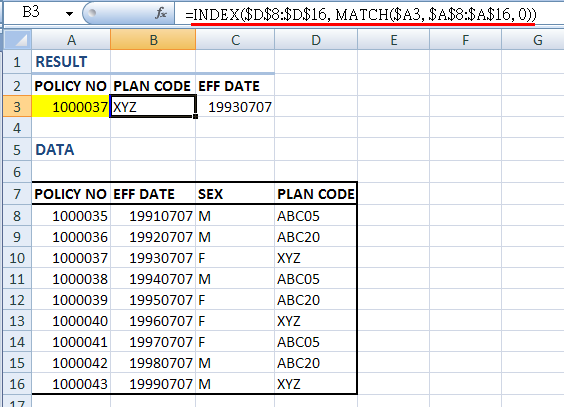 B3 fx =INDEX($D$8:$D$16, MATCH($A3, $A$8:$A$16, 0))
A B C D E F G
1 RESULT
2 POLICY NO PLAN CODE EFF DATE
3 1000037 XYZ 19930707
4
5 DATA
6
7 POLICY NO EFF DATE SEX PLAN CODE
8 1000035 19910707 M ABC05
9 1000036 19920707 M ABC20
10 1000037 19930707 F XYZ
11 1000038 19940707 M ABC05
12 1000039 19950707 F ABC20
13 1000040 19960707 F XYZ
14 1000041 19970707 F ABC05
15 1000042 19980707 M ABC20
16 1000043 19990707 M XYZ
17